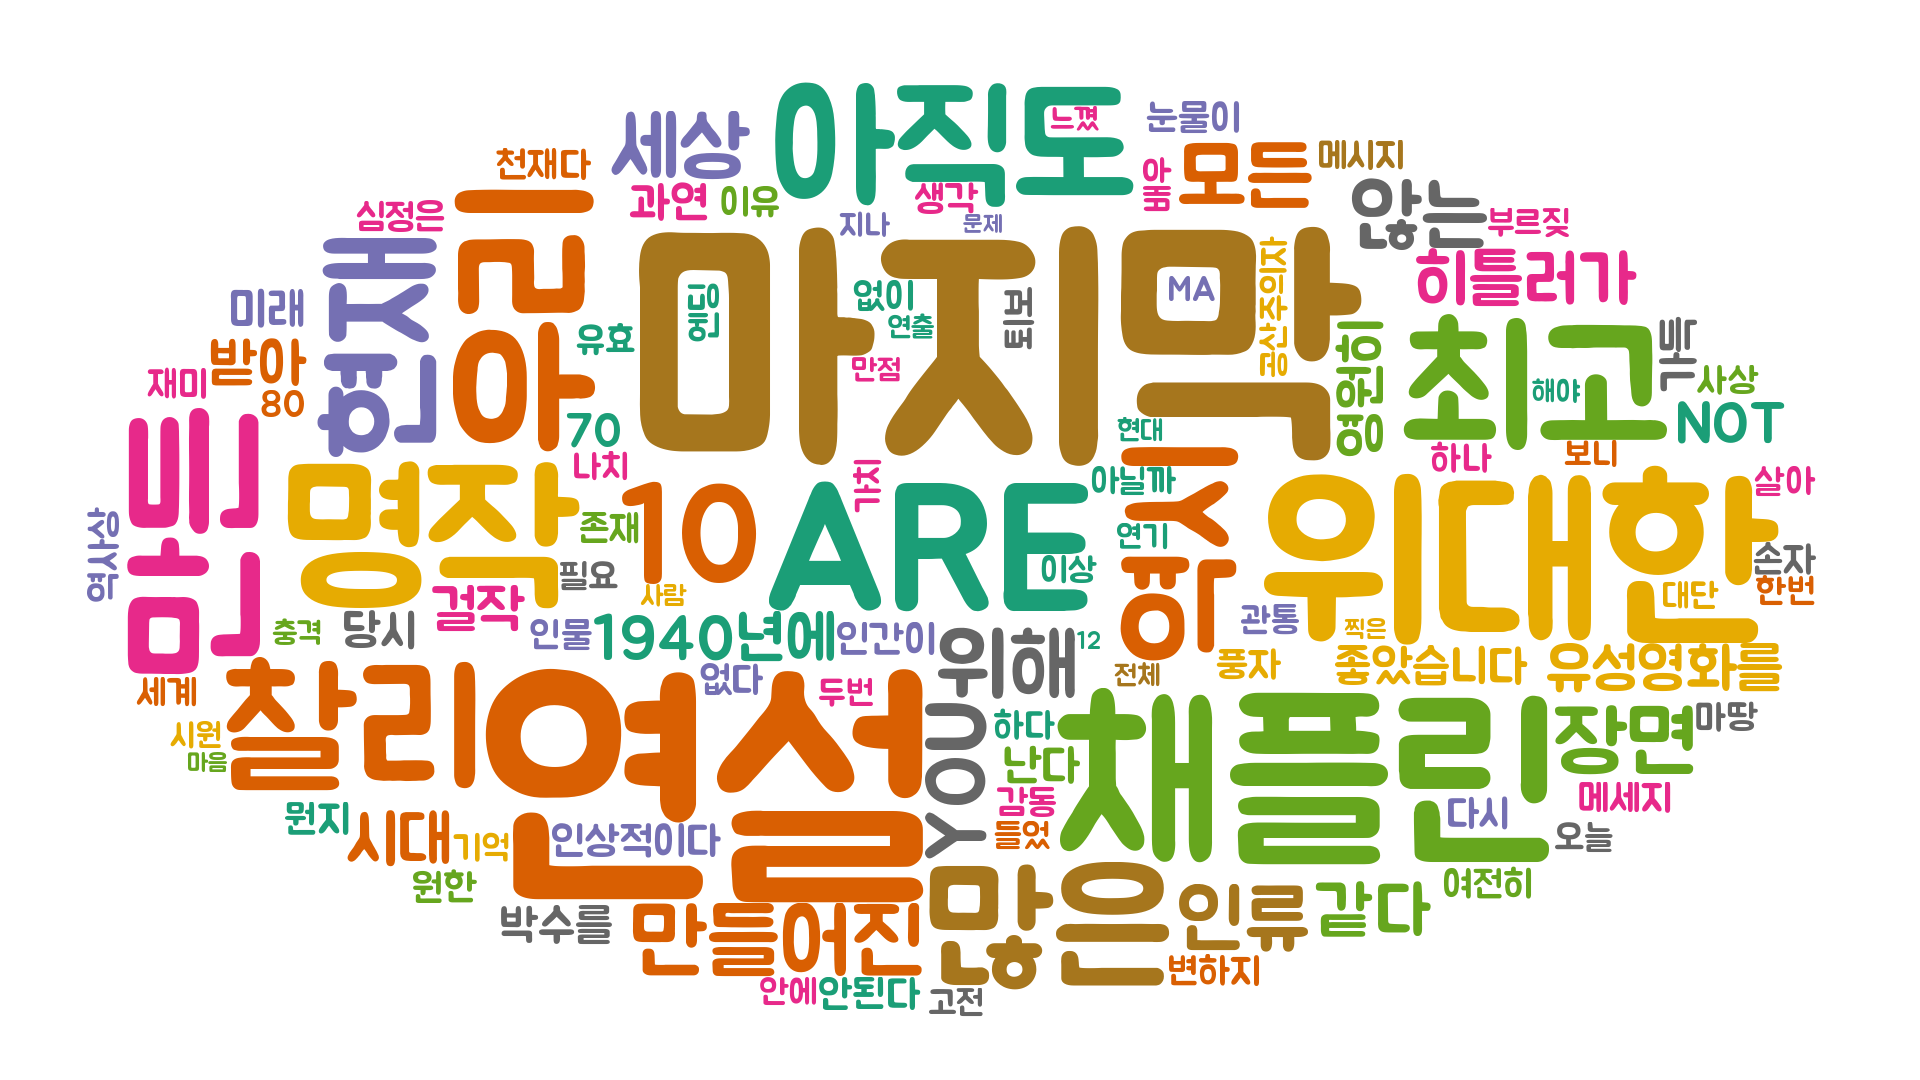 아직도
느꼈
눈물이
세상
모든
메시지
천재다
과연
이유
생각
않는
심정은
지나
문제
부르짖
우리
현재
마지막
MA
공산주의자
히틀러가
미래
없이
연출
유효
영원히
최고
받아
만점
사상
재미
해야
80
70
현대
NOT
만든
나치
하나
보니
명작
10
ARE
가치
역시
아닐까
위대한
살아
역사상
존재
연기
이상
손자
필요
사람
대단
한번
걸작
충격
당시
인물
1940년에
인간이
위해
12
관통
찍은
세계
찰리
없다
두번
전체
풍자
좋았습니다
유성영화를
시원
마음
연설
YOU
하다
채플린
장면
마땅
난다
뭔지
시대
기억
인상적이다
감동
들었
다시
메세지
오늘
원한
많은
인류
같다
여전히
박수를
만들어진
변하지
안에
안된다
고전